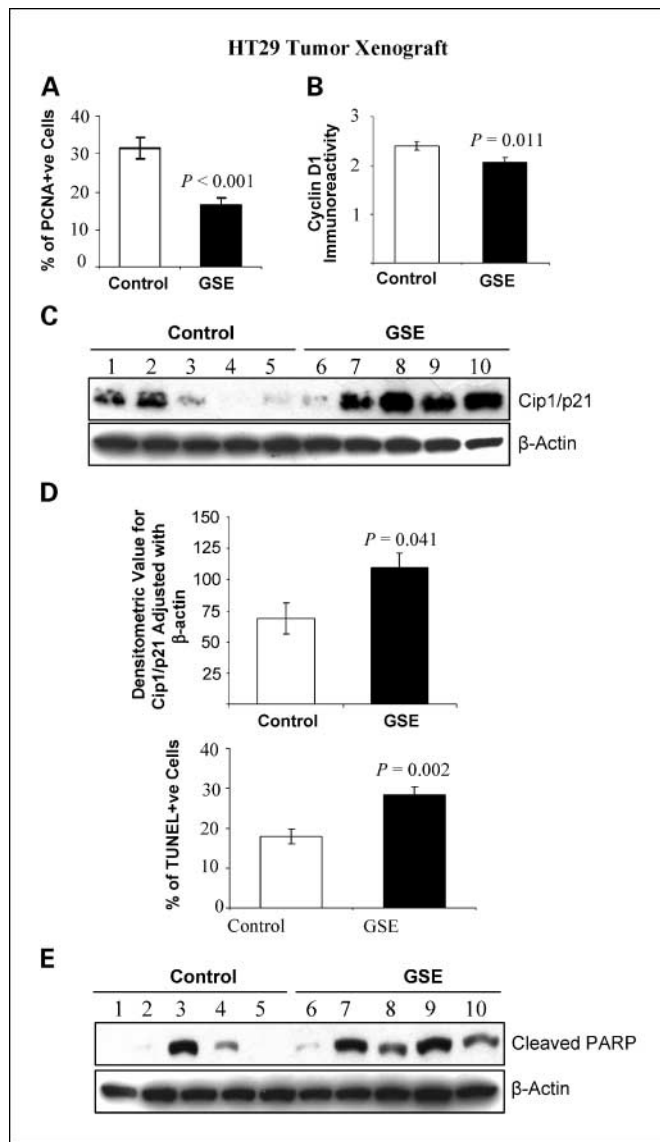 HT29 Tumor Xenograft
A
% of PCNA+ve Cells
40
30
20
10
0
P < 0.001
Control GSE
B
Cyclin D1
Immunoreactivity
3
2
1
P = 0.011
Control GSE
C
Control GSE
1 2 3 4 5 6 7 8 9 10
Cip1/p21
β-Actin
D
Densitometric Value for
Cip1/p21 Adjusted with
β-actin
150
125
100
75
50
25
P = 0.041
Control GSE
% of TUNEL+ve Cells
40
30
20
10
0
P = 0.002
Control GSE
E
Control GSE
1 2 3 4 5 6 7 8 9 10
Cleaved PARP
β-Actin